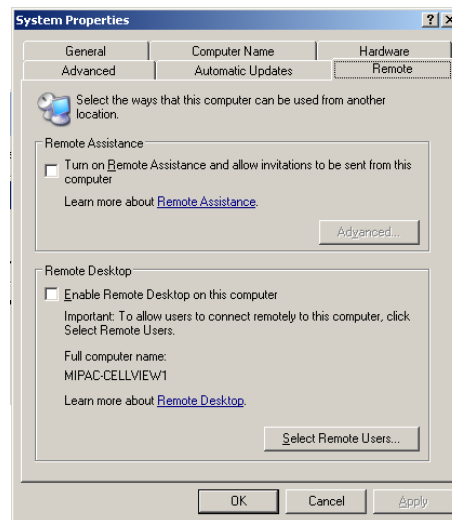 System Properties
General
Computer Name
Hardware
Advanced
Automatic Updates
Remote
Select the ways that this computer can be used from another
location.
Remote Assistance
Turn on Remote Assistance and allow invitations to be sent from this
computer
Learn more about Remote Assistance.
Advanced...
Remote Desktop
Enable Remote Desktop on this computer
Important: To allow users to connect remotely to this computer, click
Select Remote Users.
Full computer name:
MIPAC-CELLVIEW1
Learn more about Remote Desktop.
Select Remote Users...
OK
Cancel
Apply